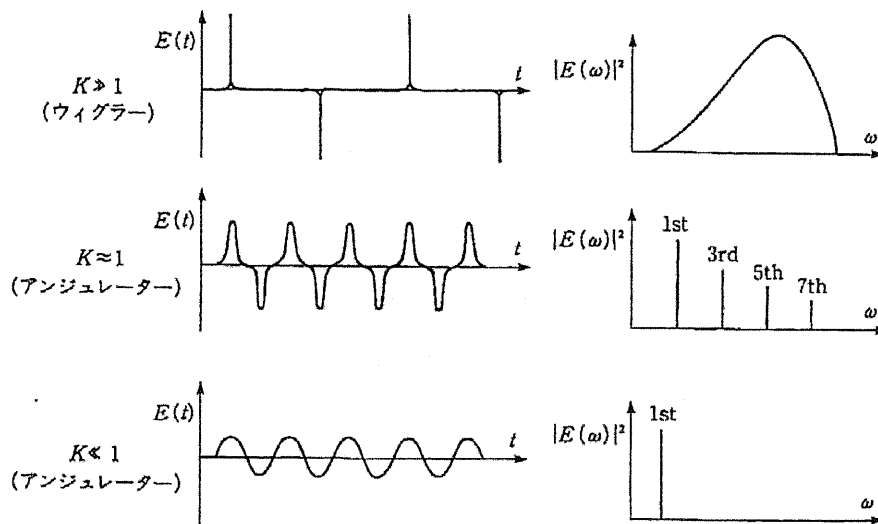 E(t)
t
K≫1
(ウィグラー)
|E(ω)|²
ω
E(t)
t
K≈1
(アンジュレーター)
|E(ω)|²
1st
3rd
5th
7th
ω
E(t)
t
K≪1
(アンジュレーター)
|E(ω)|²
1st
ω